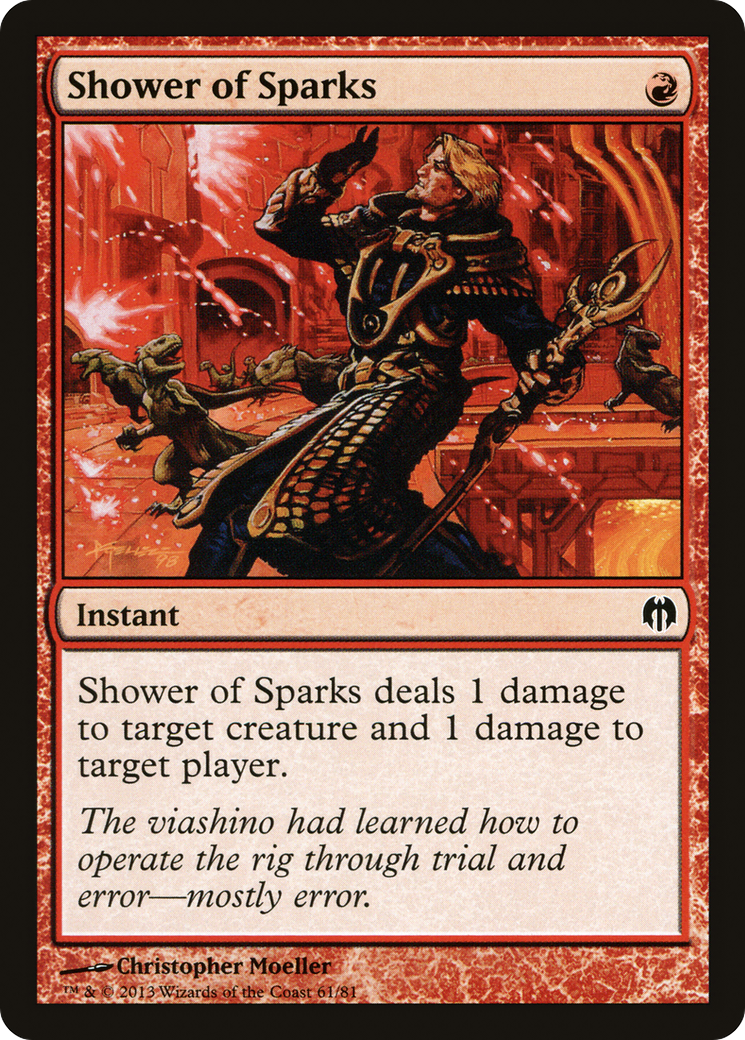 Shower of Sparks
Instant
Shower of Sparks deals 1 damage
to target creature and 1 damage to
target player.
The viashino had learned how to
operate the rig through trial and
error—mostly error.
Christopher Moeller
™ & © 2013 Wizards of the Coast 61/81